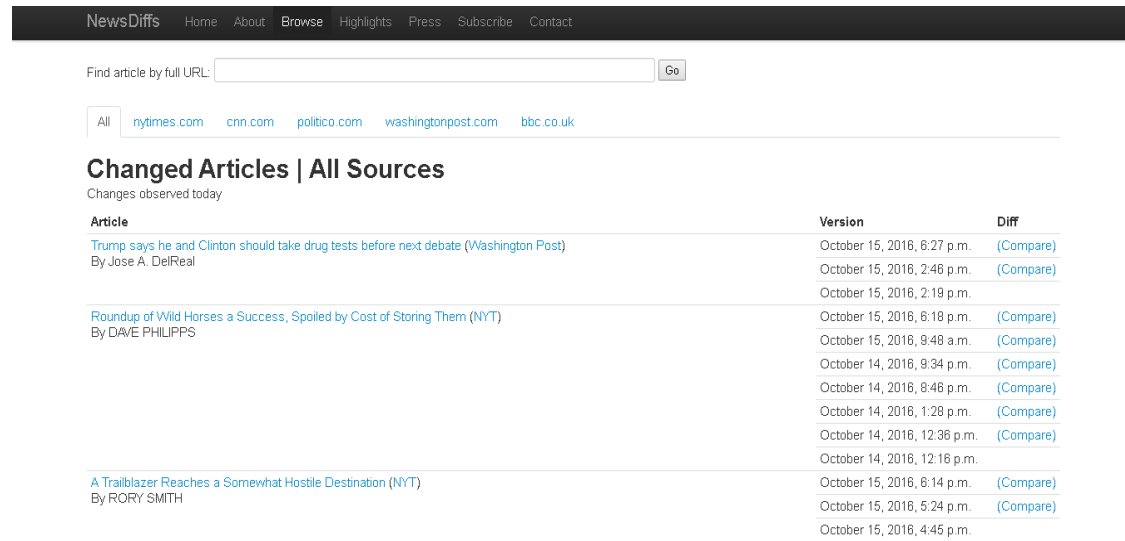 NewsDiffs Home About Browse Highlights Press Subscribe Contact
Find article by full URL: Go
All nytimes.com cnn.com politico.com washingtonpost.com bbc.co.uk
Changed Articles | All Sources
Changes observed today
Article Version Diff
Trump says he and Clinton should take drug tests before next debate (Washington Post) October 15, 2016, 6:27 p.m. (Compare)
By Jose A. DelReal October 15, 2016, 2:46 p.m. (Compare)
October 15, 2016, 2:19 p.m.
Roundup of Wild Horses a Success, Spoiled by Cost of Storing Them (NYT) October 15, 2016, 6:18 p.m. (Compare)
By DAVE PHILIPPS October 15, 2016, 9:48 a.m. (Compare)
October 14, 2016, 9:34 p.m. (Compare)
October 14, 2016, 8:46 p.m. (Compare)
October 14, 2016, 1:28 p.m. (Compare)
October 14, 2016, 12:36 p.m. (Compare)
October 14, 2016, 12:16 p.m.
A Trailblazer Reaches a Somewhat Hostile Destination (NYT) October 15, 2016, 6:14 p.m. (Compare)
By RORY SMITH October 15, 2016, 5:24 p.m. (Compare)
October 15, 2016, 4:45 p.m.